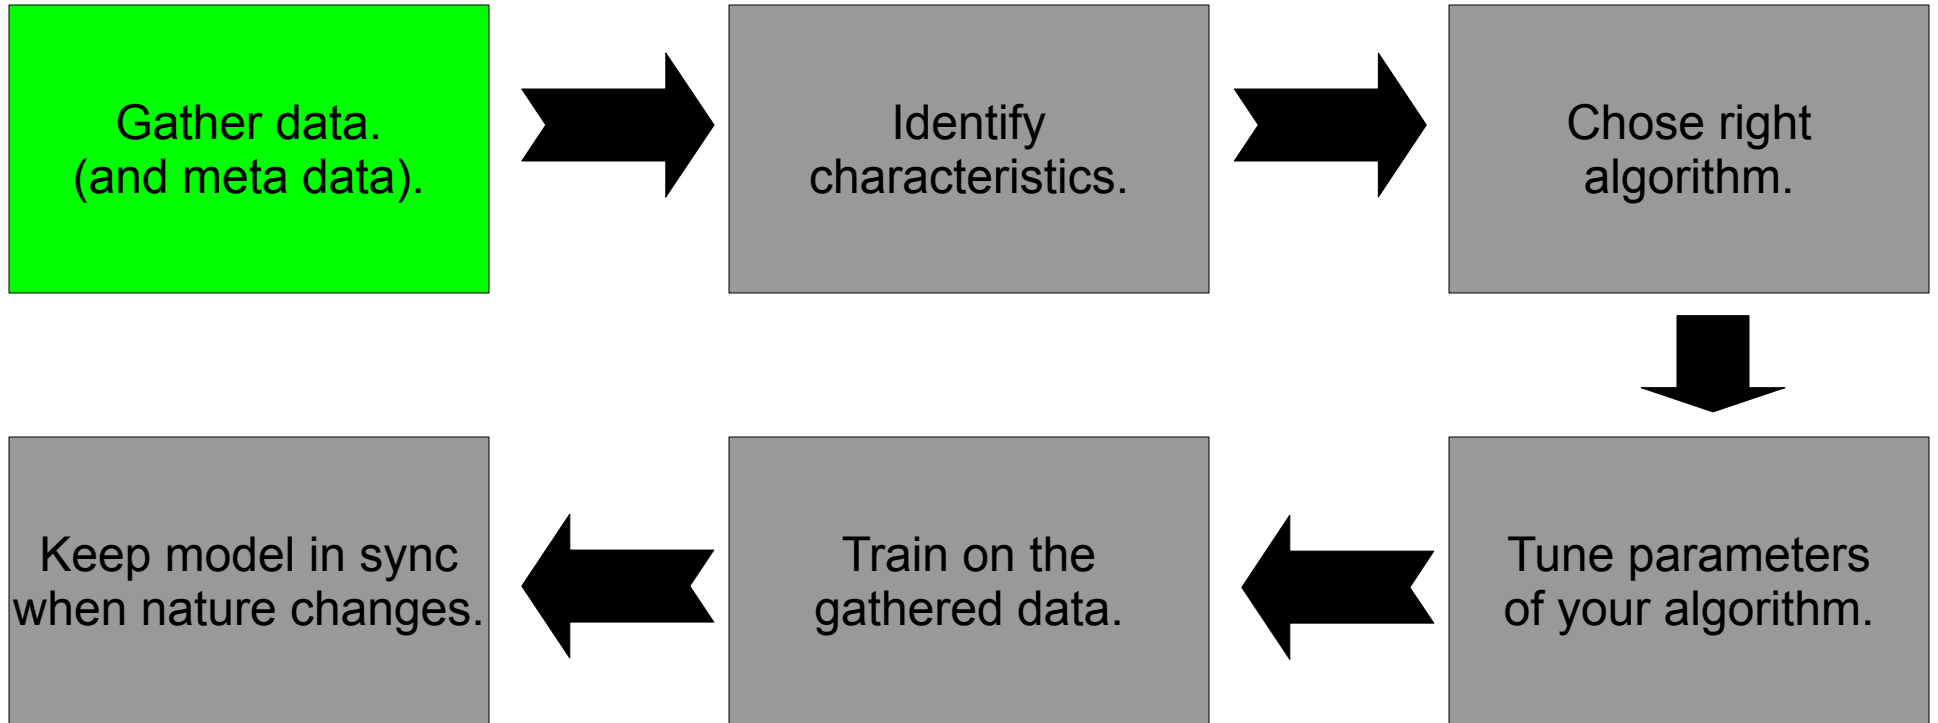 Gather data.
(and meta data).
Identify
characteristics.
Chose right
algorithm.
Tune parameters
of your algorithm.
Train on the
gathered data.
Keep model in sync
when nature changes.